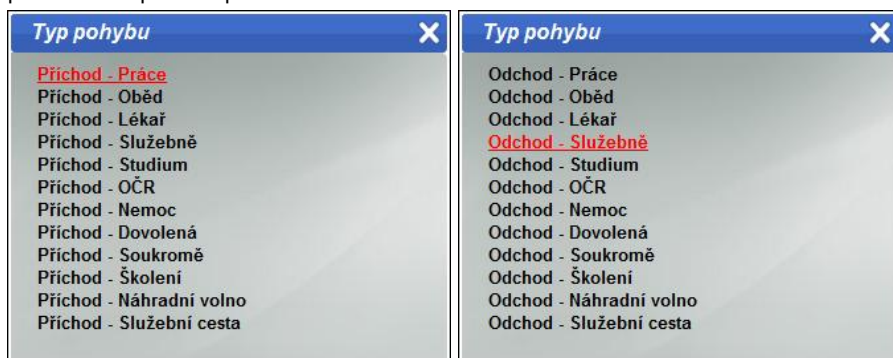 Typ pohybu
Příchod - Práce
Příchod - Oběd
Příchod - Lékař
Příchod - Služebně
Příchod - Studium
Příchod - OČR
Příchod - Nemoc
Příchod - Dovolená
Příchod - Soukromě
Příchod - Školení
Příchod - Náhradní volno
Příchod - Služební cesta
Typ pohybu
Odchod - Práce
Odchod - Oběd
Odchod - Lékař
Odchod - Služebně
Odchod - Studium
Odchod - OČR
Odchod - Nemoc
Odchod - Dovolená
Odchod - Soukromě
Odchod - Školení
Odchod - Náhradní volno
Odchod - Služební cesta